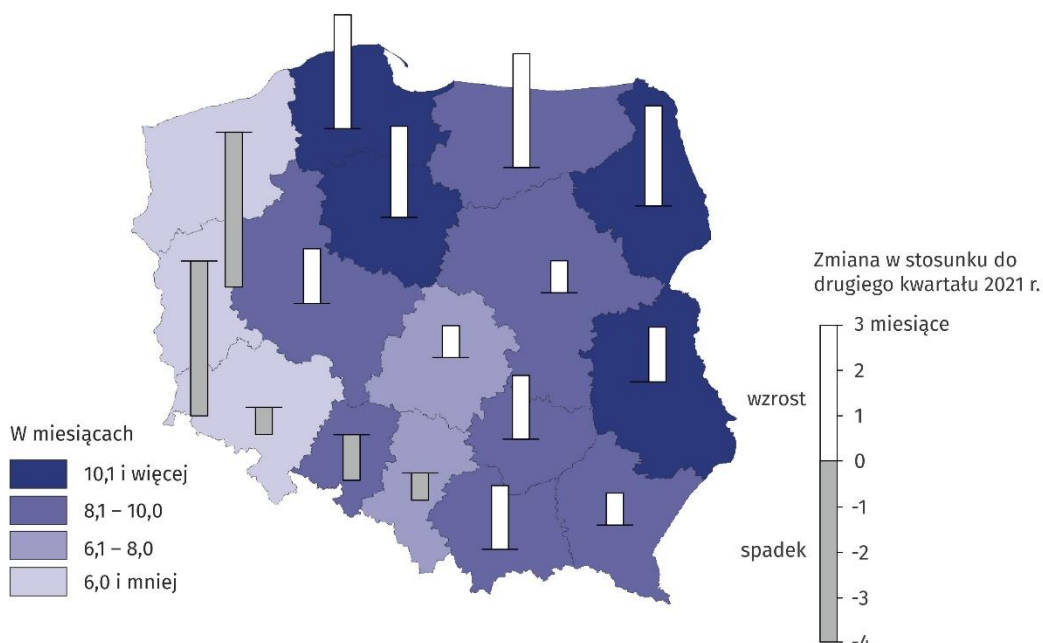 Zmiana w stosunku do
drugiego kwartału 2021 r.
3 miesiące
2
wzrost
1
0
-1
-2
spadek
-3
-4
W miesiącach
10,1 i więcej
8,1 – 10,0
6,1 – 8,0
6,0 i mniej